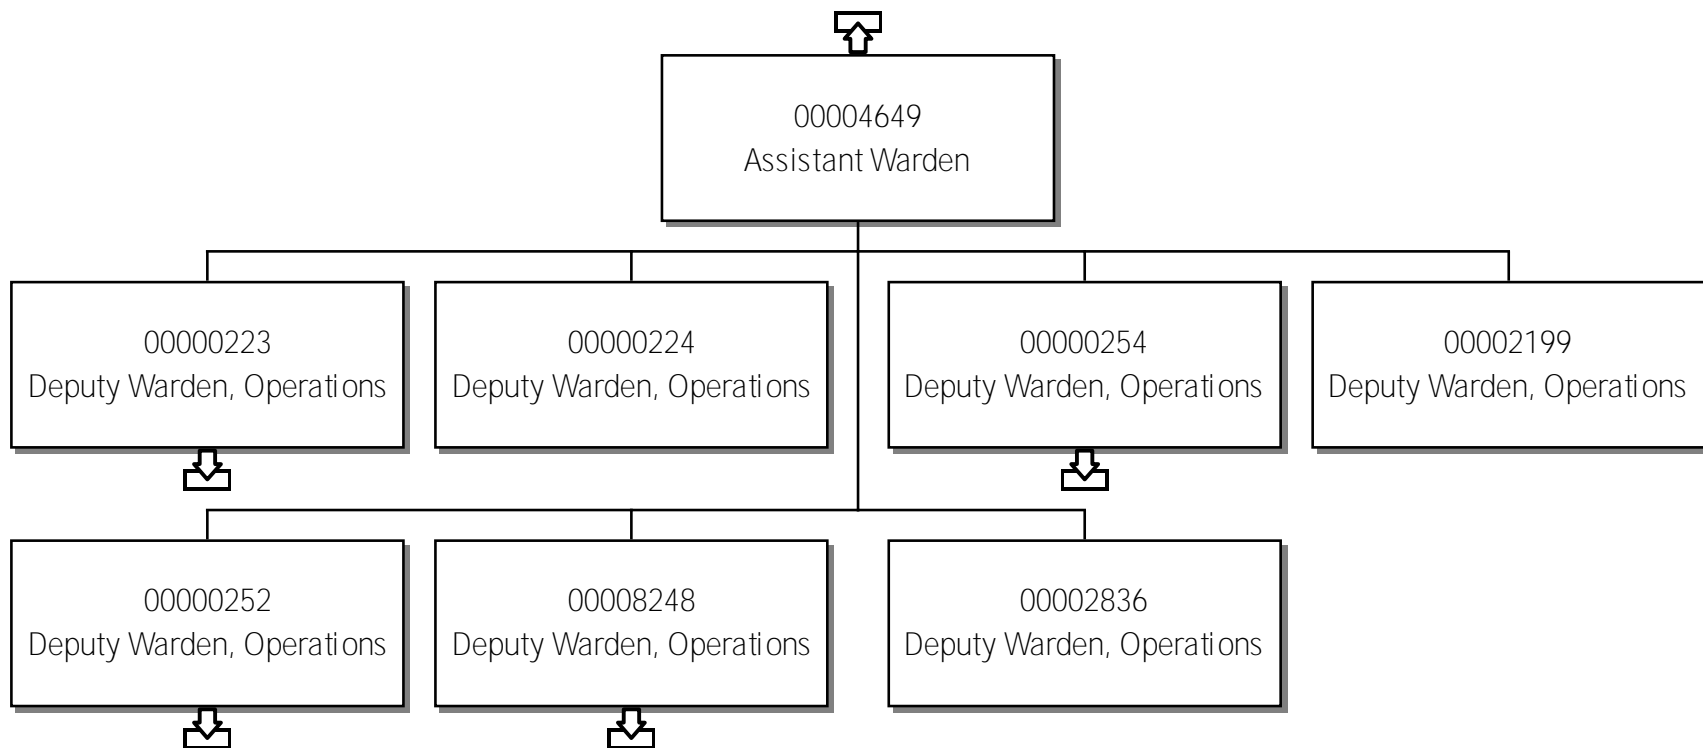 00004649
Assistant Warden
00000223
Deputy Warden, Operations
00000224
Deputy Warden, Operations
00000254
Deputy Warden, Operations
00002199
Deputy Warden, Operations
00000252
Deputy Warden, Operations
00008248
Deputy Warden, Operations
00002836
Deputy Warden, Operations